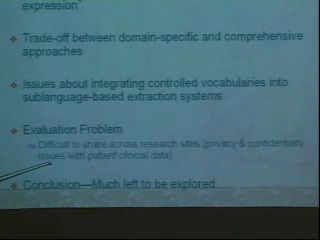 expression"
Trade-off between domain-specific and comprehensive
approaches
Issues about integrating controlled vocabularies into
sublanguage-based extraction systems
Evaluation Problem
Difficult to share across research sites (privacy & confidentially
issues with patient clinical data)
Conclusion—Much left to be explored